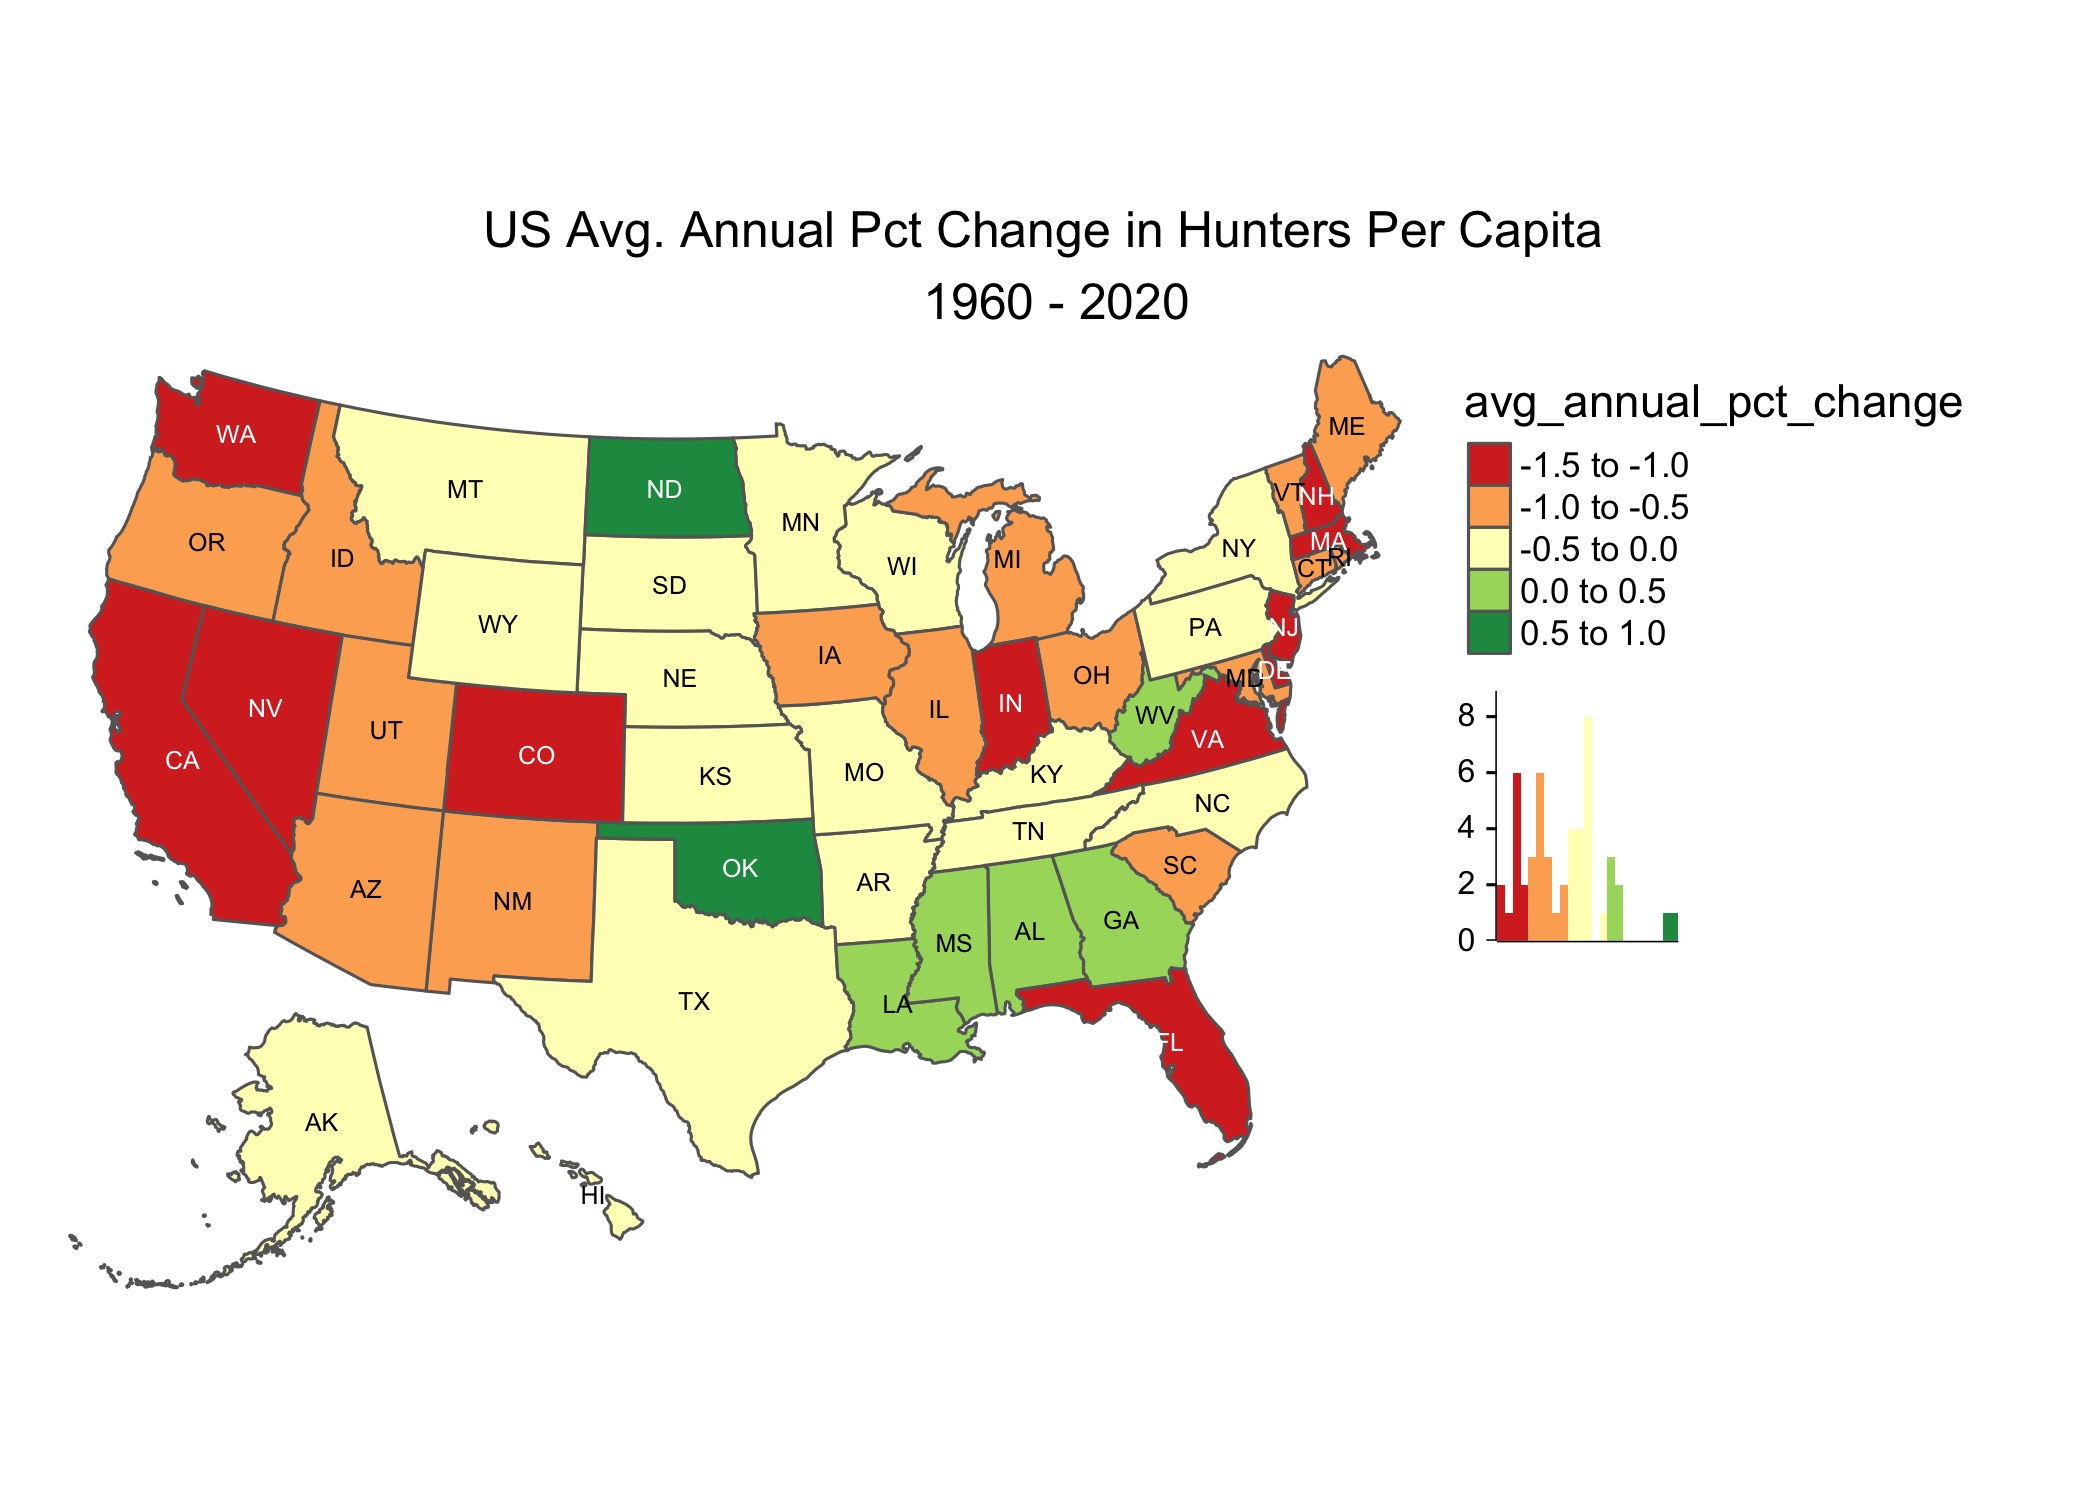 US Avg. Annual Pct Change in Hunters Per Capita
1960 - 2020
avg_annual_pct_change
-1.5 to -1.0
-1.0 to -0.5
-0.5 to 0.0
0.0 to 0.5
0.5 to 1.0
8
6
4
2
0
WA
OR
ID
MT
ND
MN
WI
MI
NY
VT
NH
ME
MA
CT
RI
SD
WY
NE
IA
IL
IN
OH
PA
NJ
DE
MD
WV
VA
CA
NV
UT
CO
KS
MO
KY
NC
TN
SC
AZ
NM
OK
AR
MS
AL
GA
LA
TX
FL
AK
HI